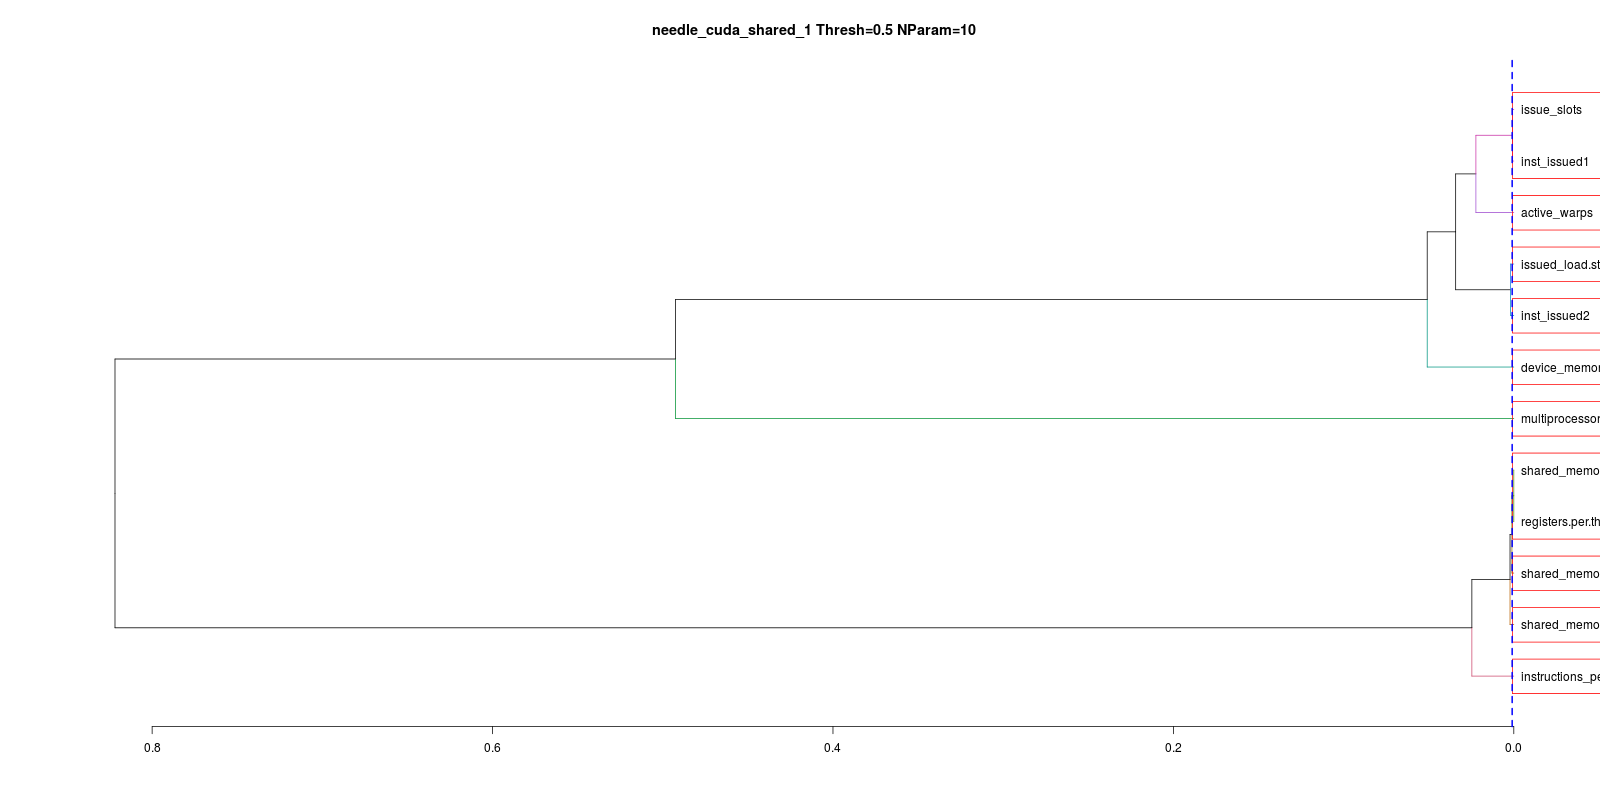 needle_cuda_shared_1 Thresh=0.5 NParam=10
issue_slots
inst_issued1
active_warps
issued_load.st
inst_issued2
device_memor
multiprocessor
shared_memo
registers.per.th
shared_memo
shared_memo
instructions_pe
0.8 0.6 0.4 0.2 0.0